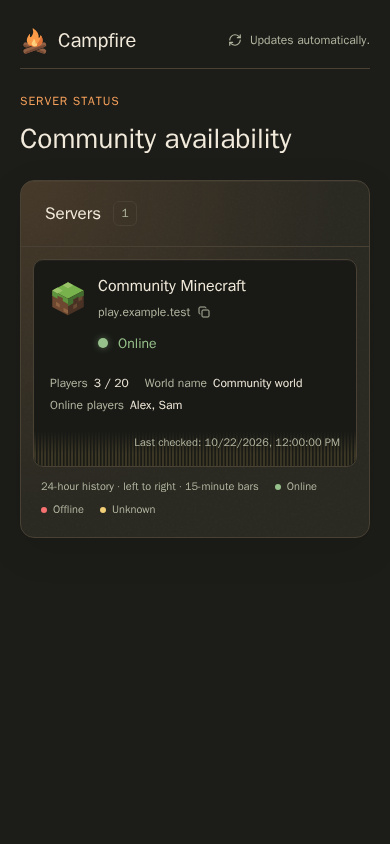 Campfire
Updates automatically.
SERVER STATUS
Community availability
Servers 1
Community Minecraft
play.example.test
Online
Players 3 / 20 World name Community world
Online players Alex, Sam
Last checked: 10/22/2026, 12:00:00 PM
24-hour history · left to right · 15-minute bars Online
Offline Unknown